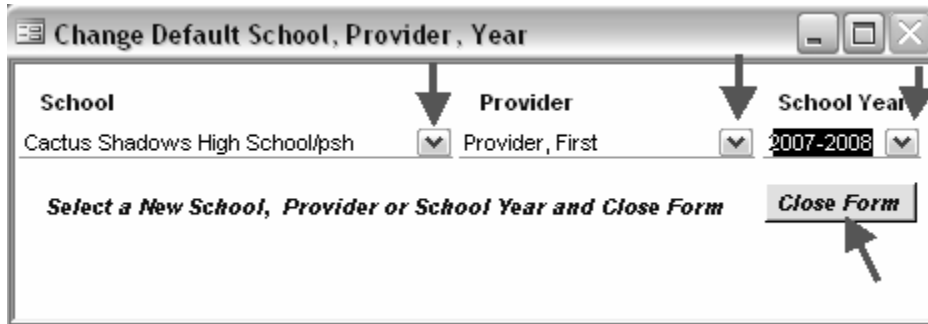 Change Default School, Provider, Year
School Provider School Year
Cactus Shadows High School/psh Provider, First 2007-2008
Select a New School, Provider or School Year and Close Form Close Form